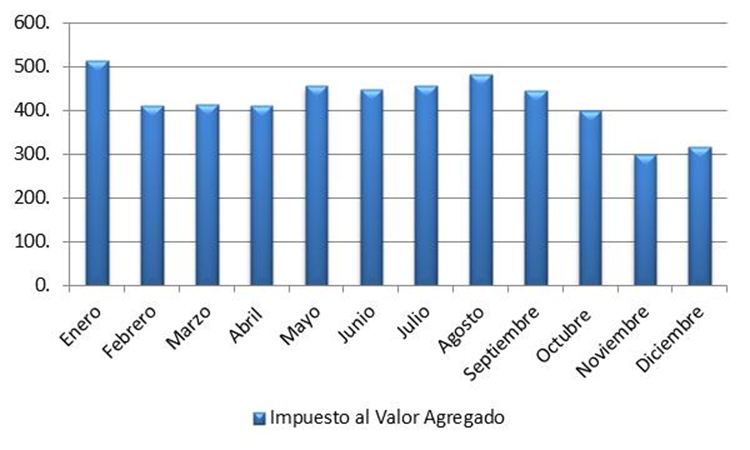 600.
500.
400.
300.
200.
100.
0.
Enero
Febrero
Marzo
Abril
Mayo
Junio
Julio
Agosto
Septiembre
Octubre
Noviembre
Diciembre
Impuesto al Valor Agregado